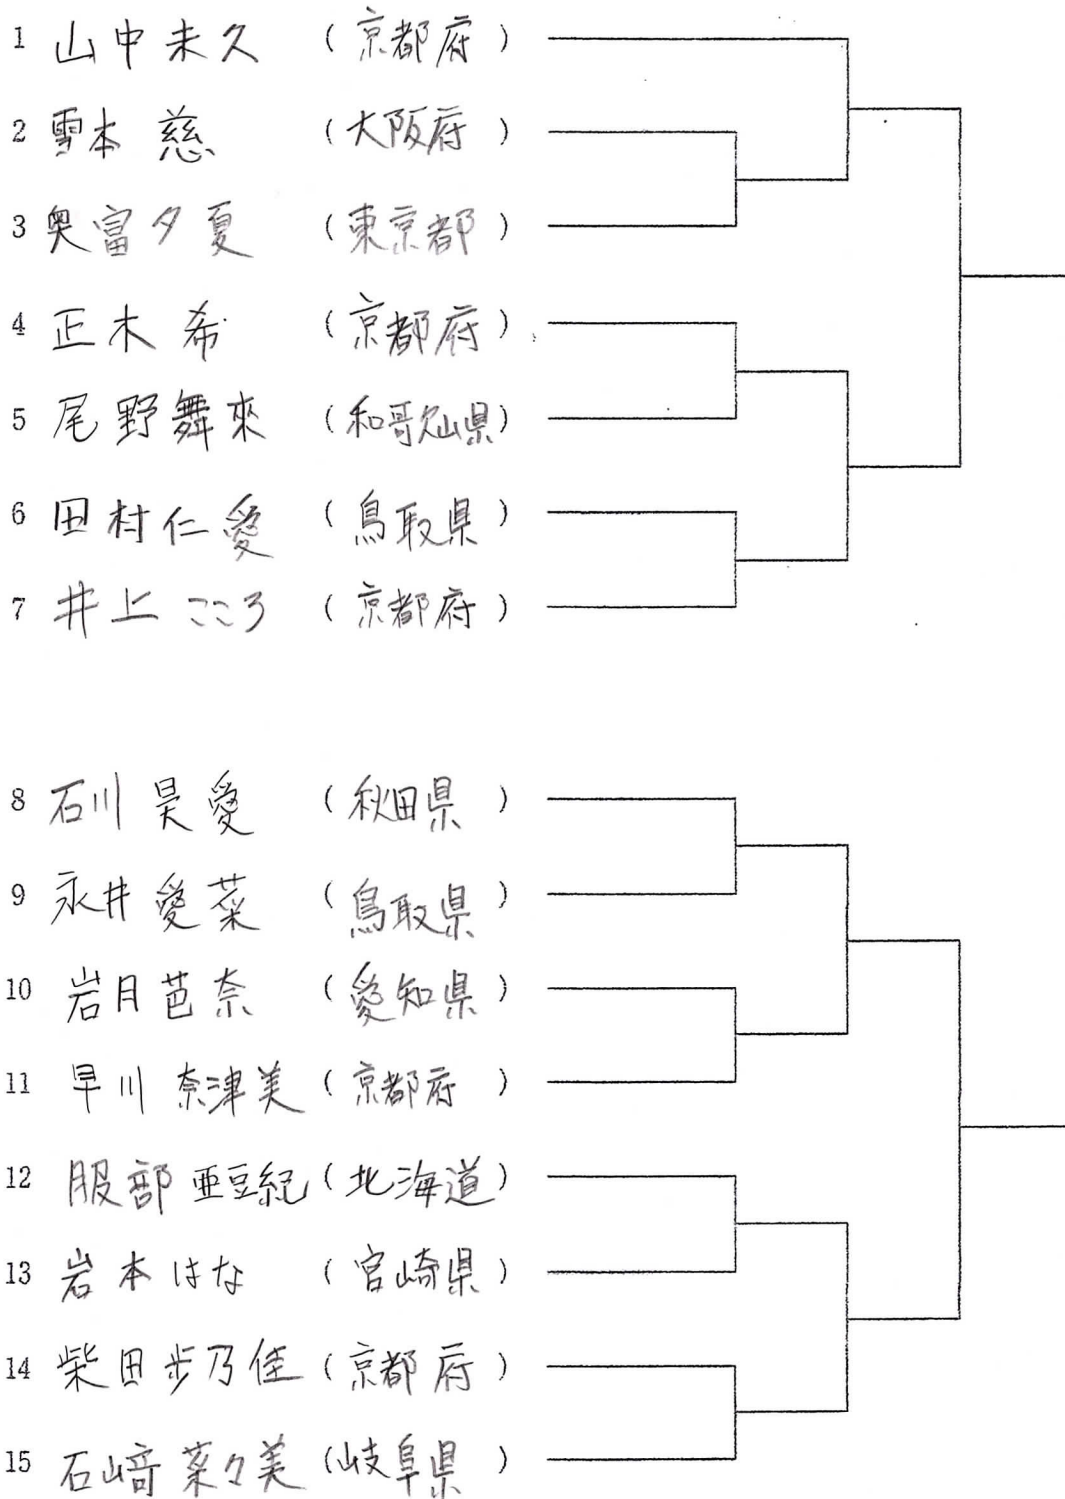 1 山中未久 (京都府)
2 雪本 慈 (大阪府)
3 奥富夕夏 (東京都)
4 正木 希 (京都府)
5 尾野舞來 (和歌山県)
6 田村仁愛 (鳥取県)
7 井上 こころ (京都府)
8 石川 昊愛 (秋田県)
9 永井 愛菜 (鳥取県)
10 岩月芭奈 (愛知県)
11 早川 奈津美 (京都府)
12 服部 亜豆紀 (北海道)
13 岩本はな (宮崎県)
14 柴田歩乃佳 (京都府)
15 石﨑 菜々美 (岐阜県)